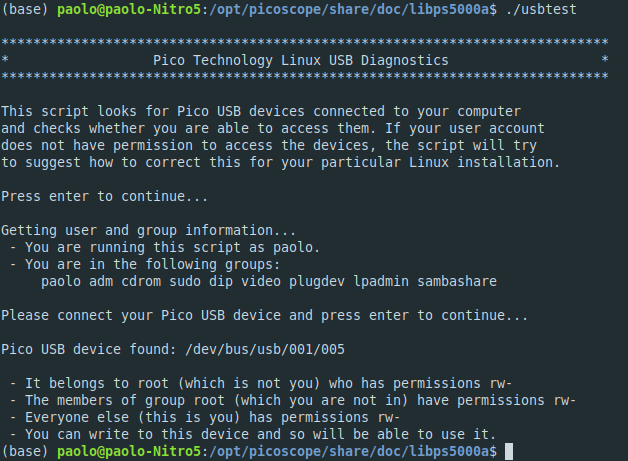 (base) paolo@paolo-Nitro5:/opt/picoscope/share/doc/libps5000a$ ./usbtest
****************************************************************************
* Pico Technology Linux USB Diagnostics *
****************************************************************************
This script looks for Pico USB devices connected to your computer
and checks whether you are able to access them. If your user account
does not have permission to access the devices, the script will try
to suggest how to correct this for your particular Linux installation.
Press enter to continue...
Getting user and group information...
- You are running this script as paolo.
- You are in the following groups:
paolo adm cdrom sudo dip video plugdev lpadmin sambashare
Please connect your Pico USB device and press enter to continue...
Pico USB device found: /dev/bus/usb/001/005
- It belongs to root (which is not you) who has permissions rw-
- The members of group root (which you are not in) have permissions rw-
- Everyone else (this is you) has permissions rw-
- You can write to this device and so will be able to use it.
(base) paolo@paolo-Nitro5:/opt/picoscope/share/doc/libps5000a$